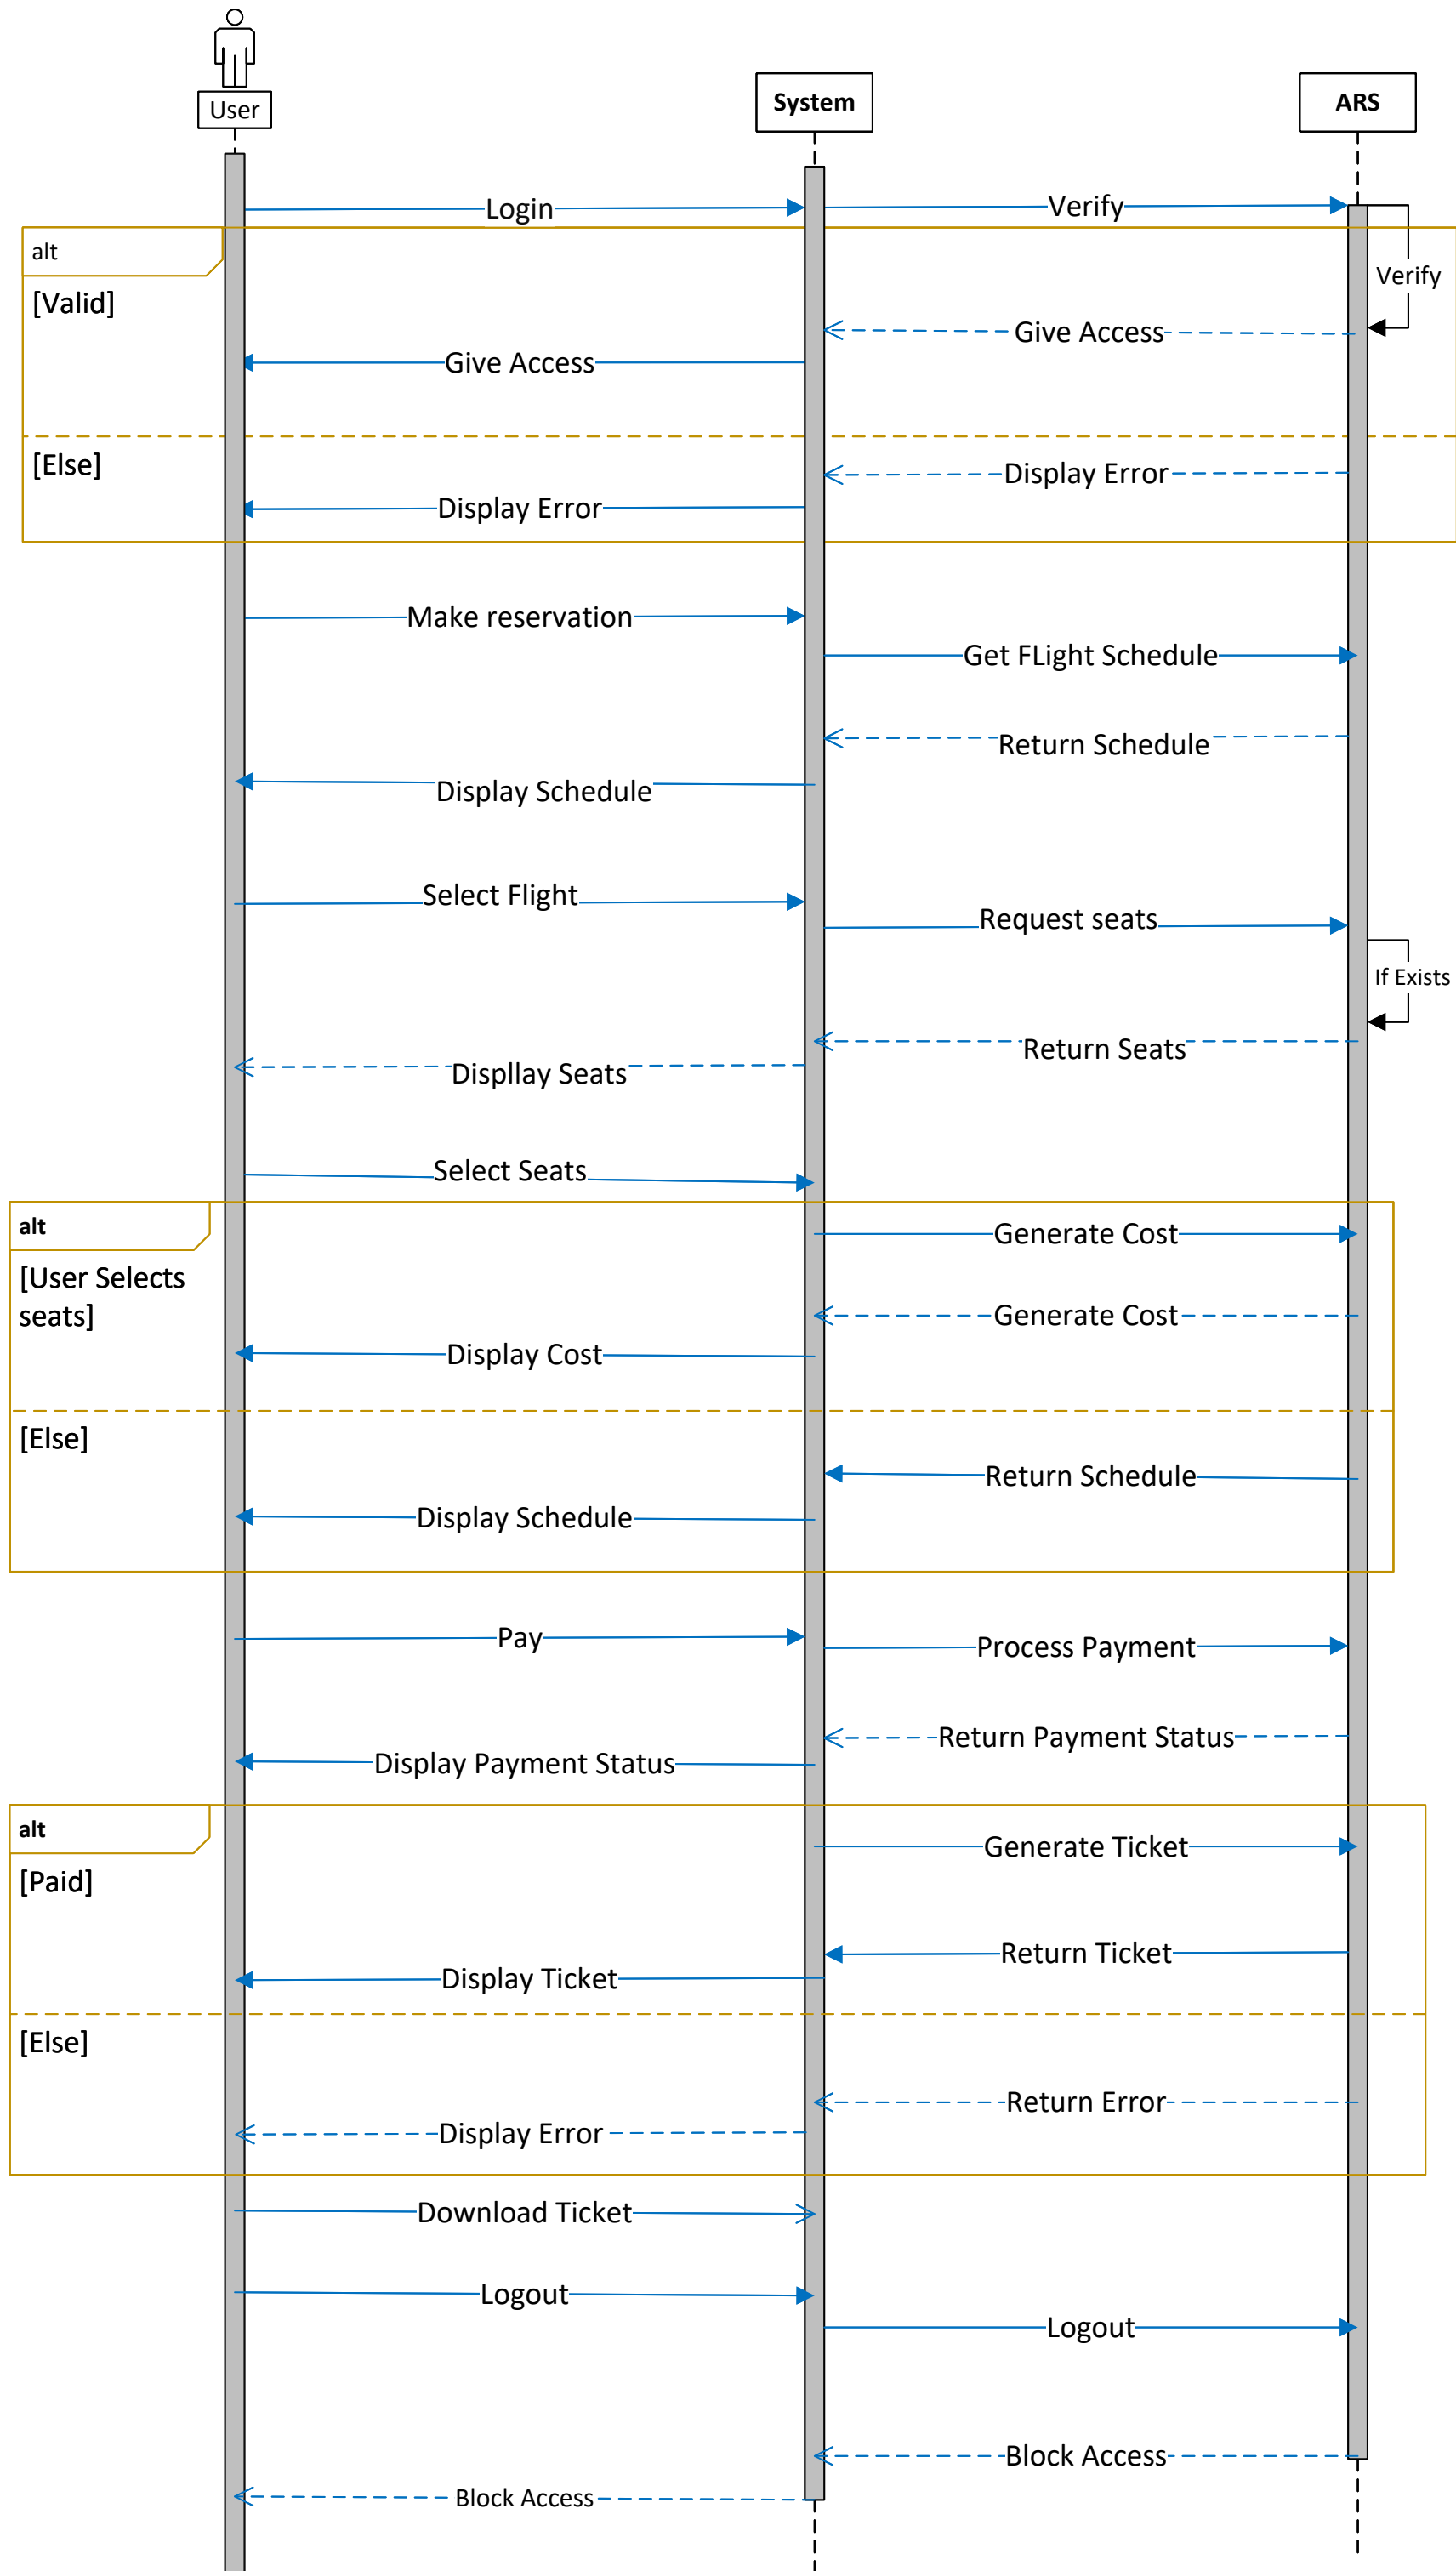 User
System
ARS
Login
Verify
alt
Verify
[Valid]
Give Access
Give Access
[Else]
Display Error
Display Error
Make reservation
Get FLight Schedule
Return Schedule
Display Schedule
Select Flight
Request seats
If Exists
Return Seats
Displlay Seats
Select Seats
alt
Generate Cost
[User Selects
seats]
Generate Cost
Display Cost
[Else]
Return Schedule
Display Schedule
Pay
Process Payment
Return Payment Status
Display Payment Status
alt
Generate Ticket
[Paid]
Return Ticket
Display Ticket
[Else]
Return Error
Display Error
Download Ticket
Logout
Logout
Block Access
Block Access